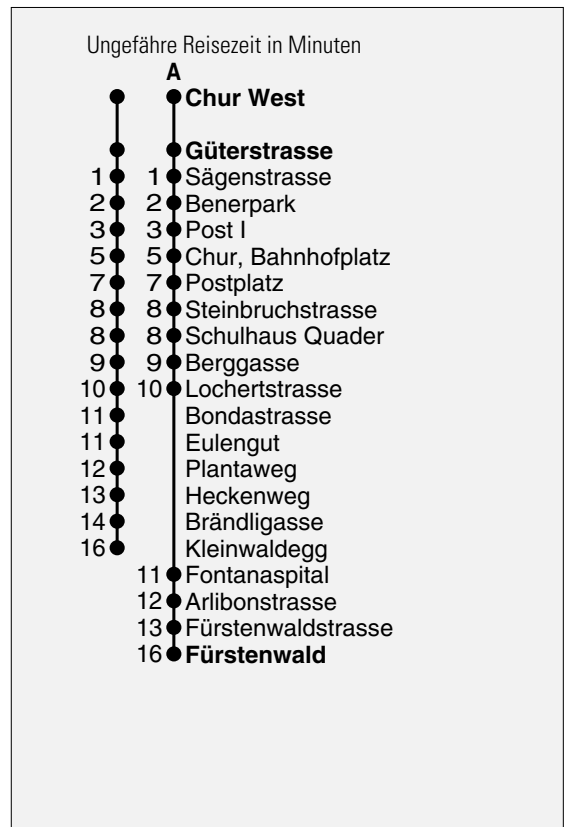 Ungefähre Reisezeit in Minuten
A
Chur West
Güterstrasse
1 1 Sägenstrasse
2 2 Benerpark
3 3 Post I
5 5 Chur, Bahnhofplatz
7 7 Postplatz
8 8 Steinbruchstrasse
8 8 Schulhaus Quader
9 9 Berggasse
10 10 Lochertstrasse
11 Bondastrasse
11 Eulengut
12 Plantaweg
13 Heckenweg
14 Brändligasse
16 Kleinwaldegg
11 Fontanaspital
12 Arlibonstrasse
13 Fürstenwaldstrasse
16 Fürstenwald